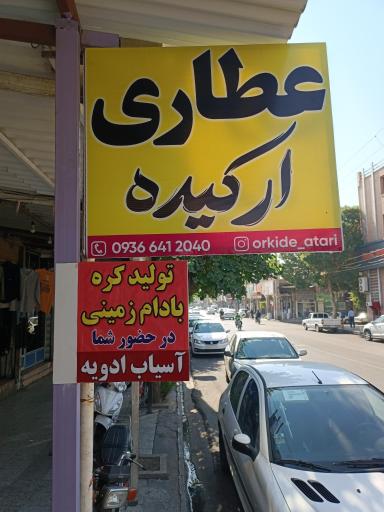 عطاری
ارکیده
0936 641 2040 orkide_atari
تولید کره
بادام زمینی
در حضور شما
آسیاب ادویه